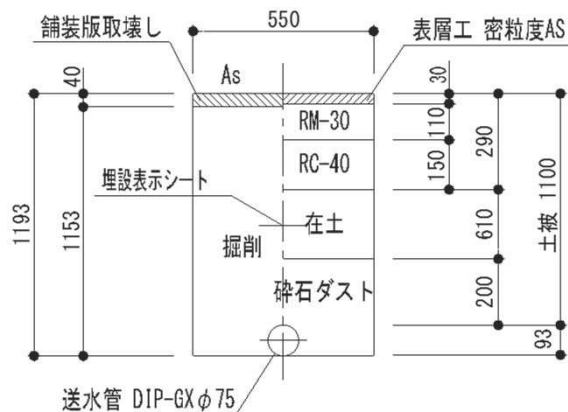 550
舗装版取壊し
表層工 密粒度AS
As
40
30
RM-30
110
290
RC-40
150
埋設表示シート
在土
掘削
1193
1153
610
土被 1100
砕石ダスト
200
93
送水管 DIP-GXφ75